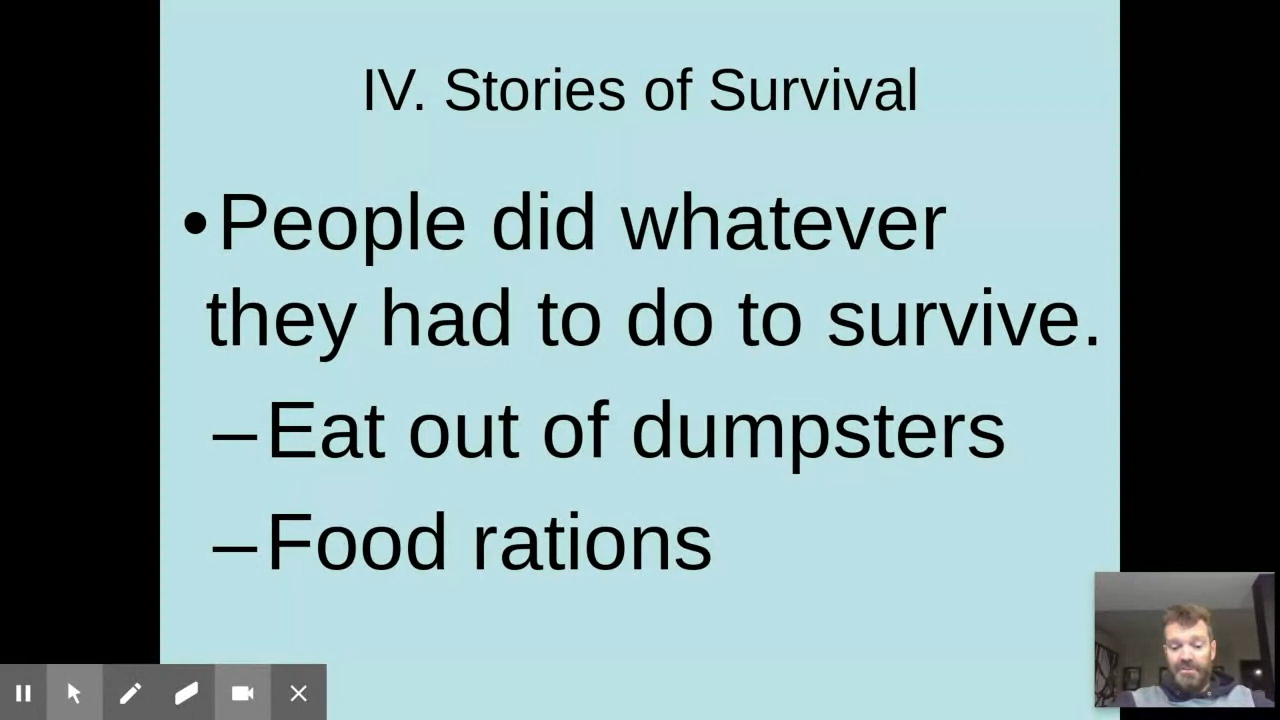 IV. Stories of Survival
•People did whatever
they had to do to survive.
–Eat out of dumpsters
–Food rations